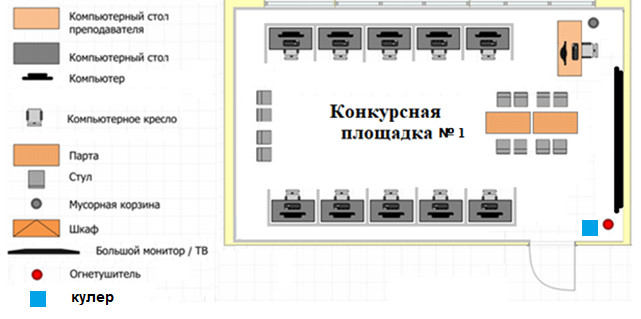 Компьютерный стол
преподавателя
Компьютерный стол
Компьютер
Компьютерное кресло
Парта
Стул
Мусорная корзина
Шкаф
Большой монитор / ТВ
Огнетушитель
кулер
Конкурсная
площадка № 1